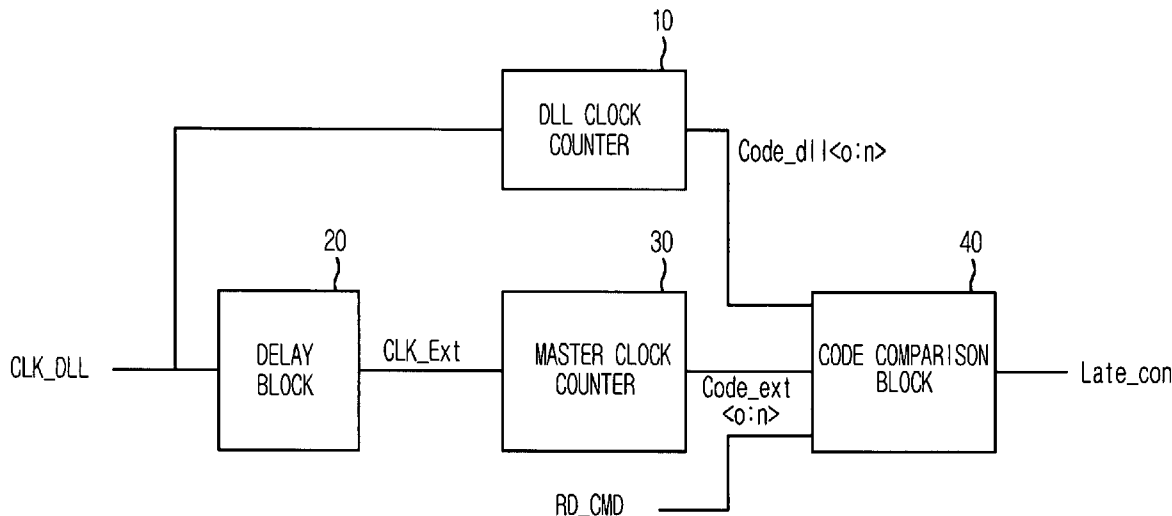 10
DLL CLOCK
COUNTER
Code_dll<o:n>
20
30
40
CLK_DLL
DELAY
BLOCK
CLK_Ext
MASTER CLOCK
COUNTER
Code_ext
<o:n>
CODE COMPARISON
BLOCK
Late_con
RD_CMD